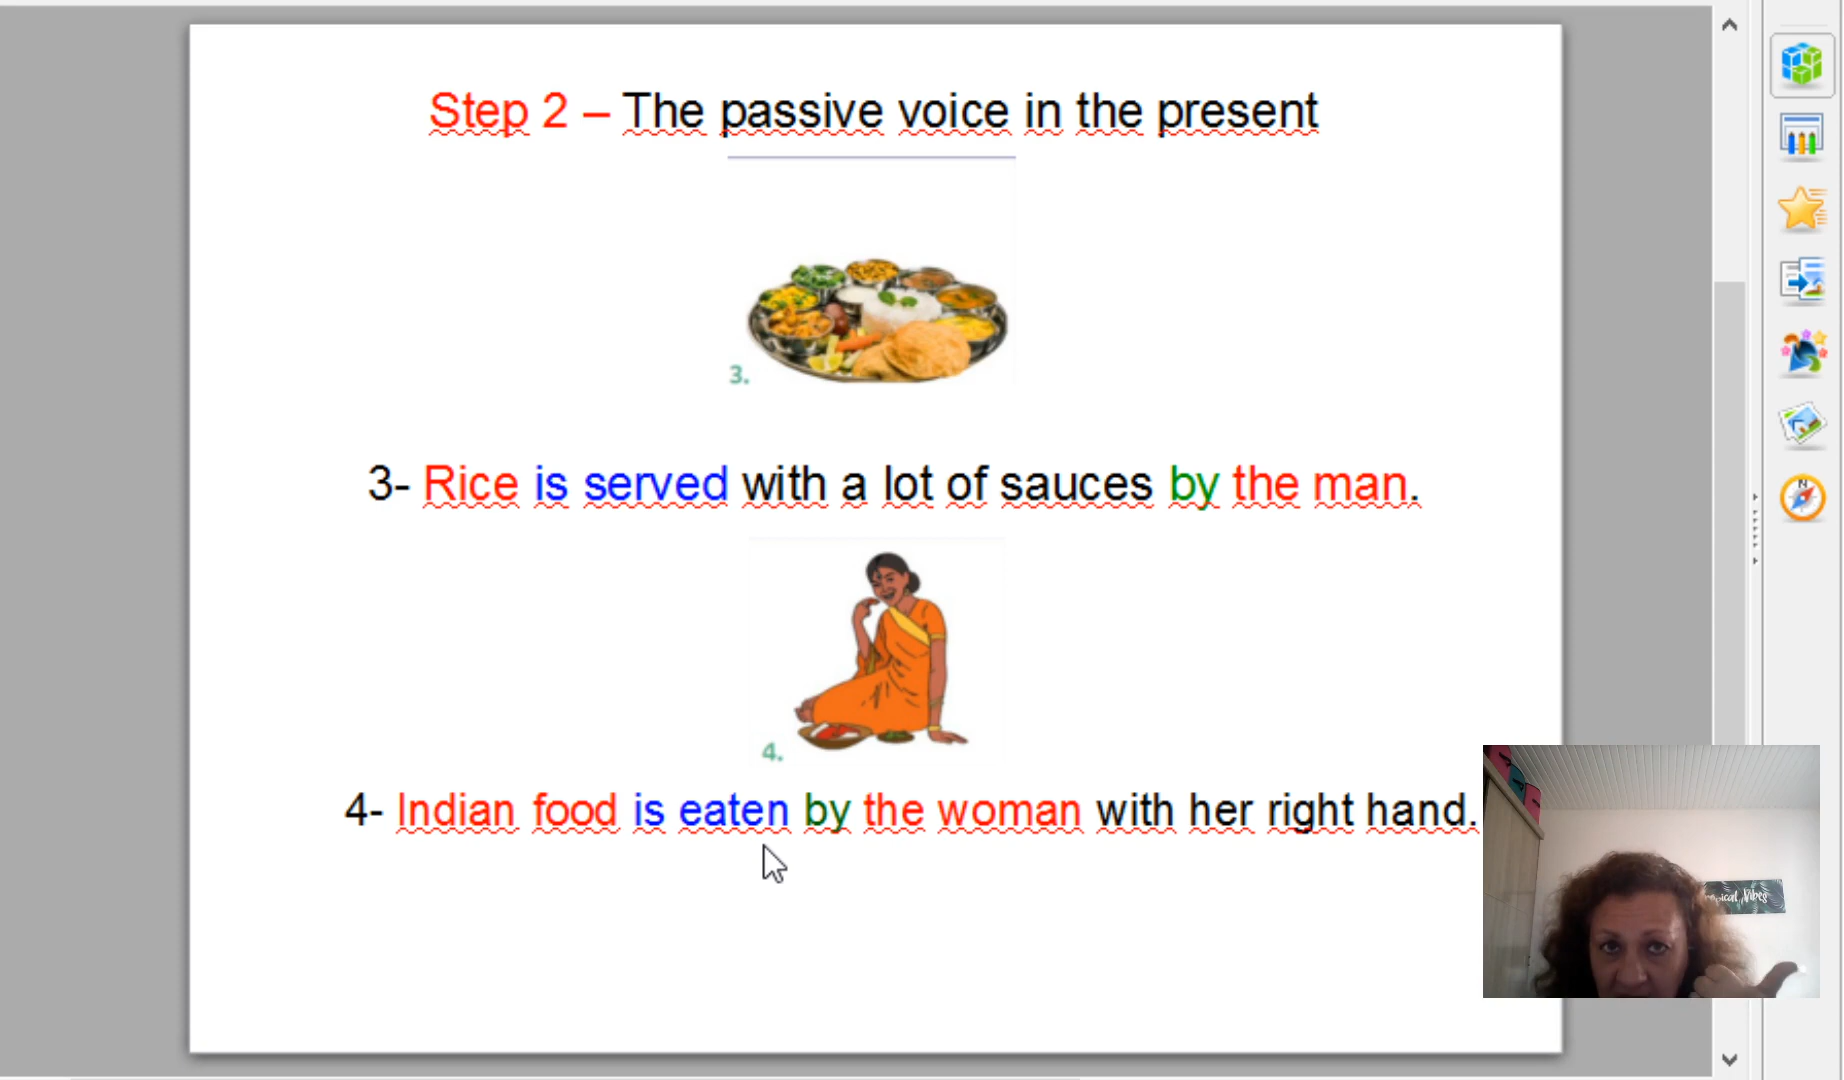 Step 2 – The passive voice in the present
3.
3- Rice is served with a lot of sauces by the man.
4.
4- Indian food is eaten by the woman with her right hand.
Vibes
N